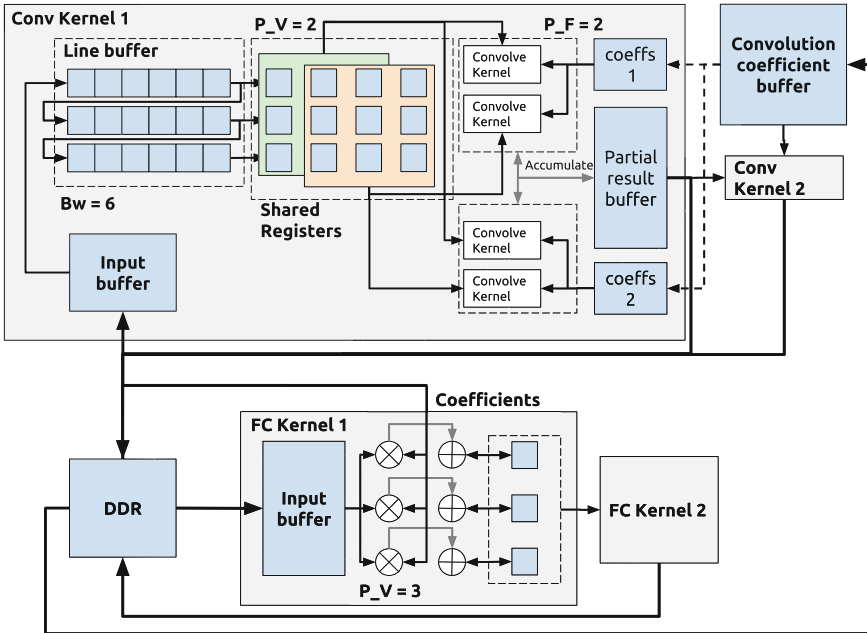 Conv Kernel 1
P_V = 2
P_F = 2
Line buffer
Convolve
Kernel
Convolve
Kernel
coeffs
1
Convolution
coefficient
buffer
Accumulate
Partial
result
buffer
Conv
Kernel 2
Bw = 6
Shared
Registers
Input
buffer
Convolve
Kernel
Convolve
Kernel
coeffs
2
Coefficients
FC Kernel 1
DDR
Input
buffer
FC Kernel 2
P_V = 3